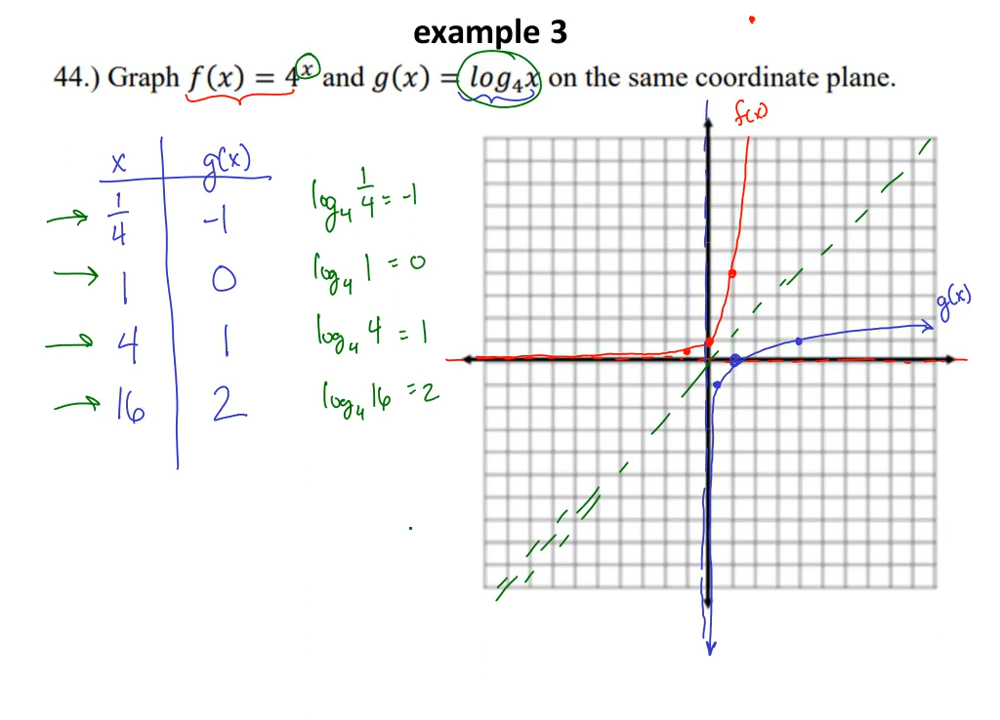 example 3
44.) Graph f(x) = 4ˣ and g(x) = log₄x on the same coordinate plane.
f(x)
x g(x)
1/4 -1 log₄ 1/4 = -1
1 0 log₄ 1 = 0
g(x)
4 1 log₄ 4 = 1
16 2 log₄ 16 = 2